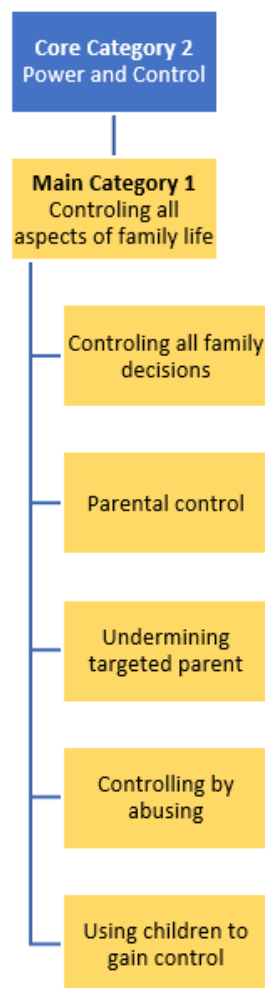 Core Category 2
Power and Control
Main Category 1
Controling all
aspects of family life
Controling all family
decisions
Parental control
Undermining
targeted parent
Controlling by
abusing
Using children to
gain control